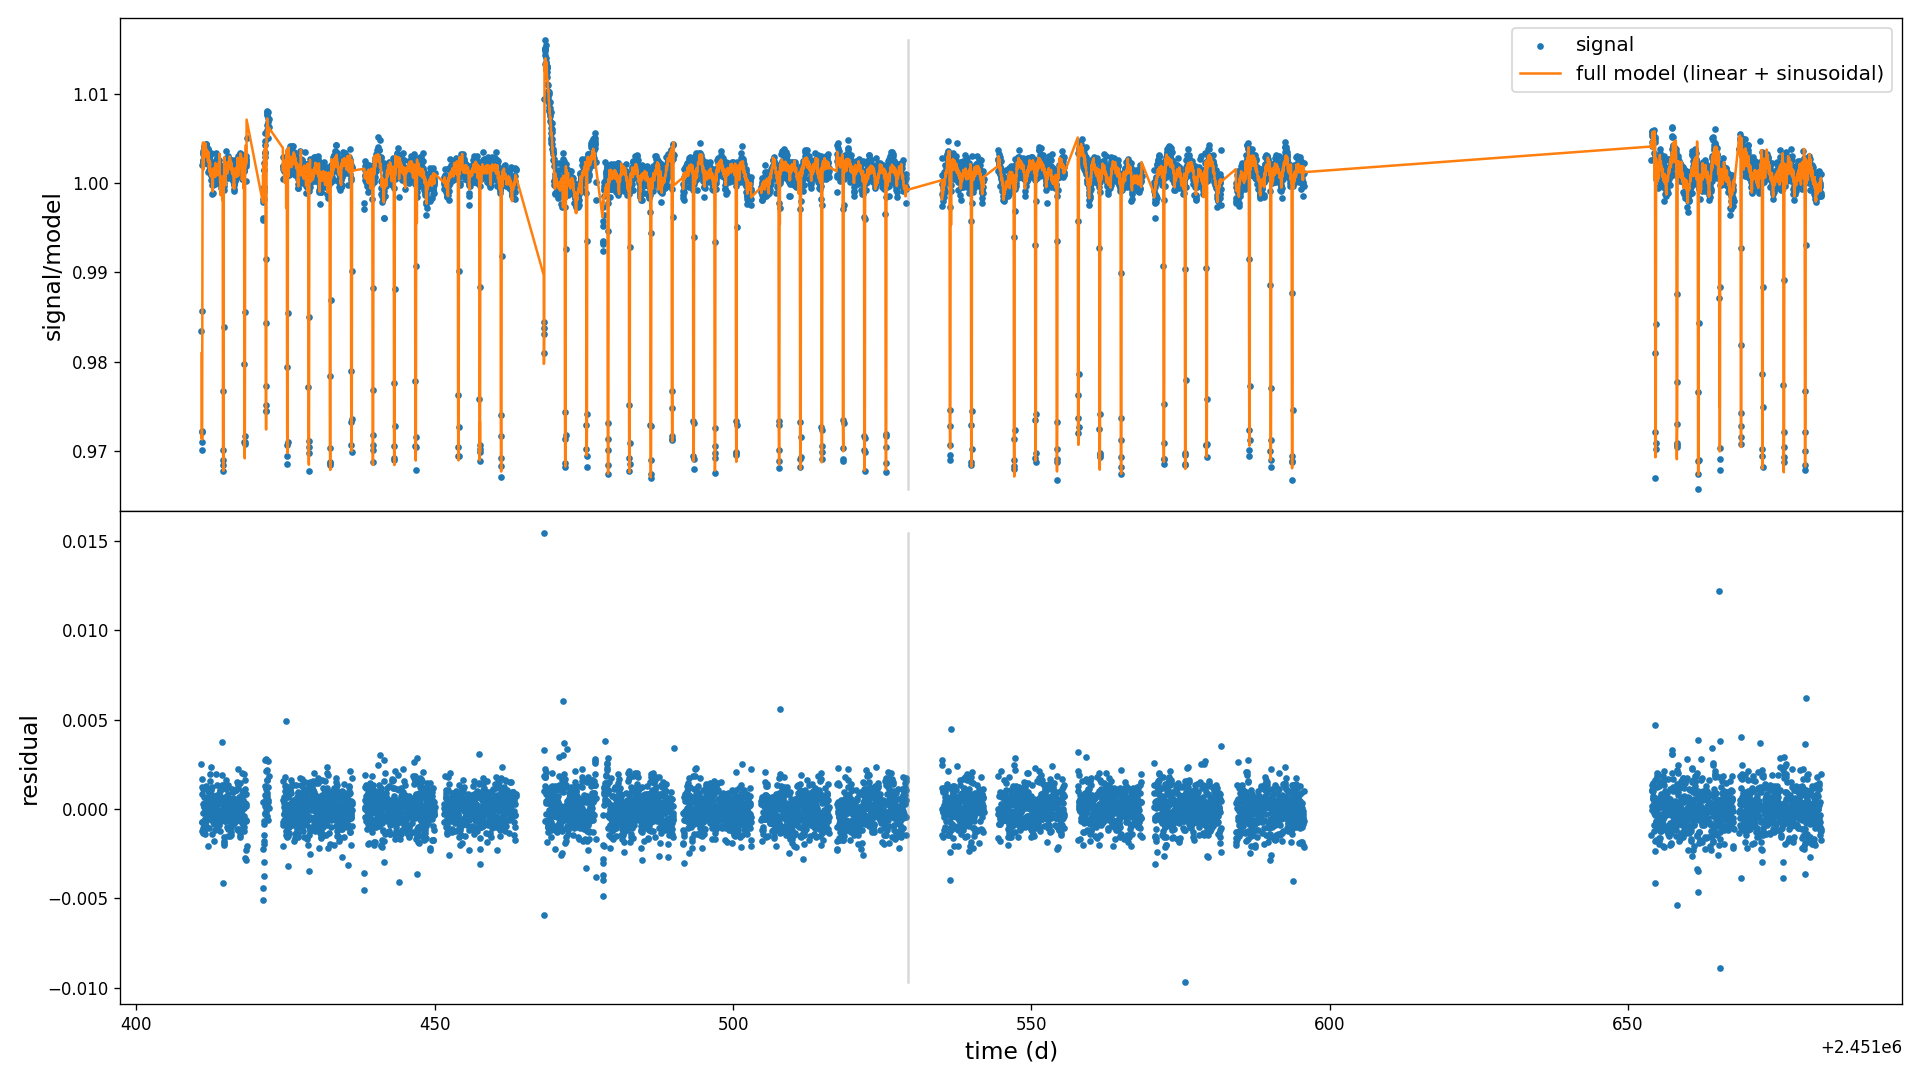 signal
full model (linear + sinusoidal)
signal/model
1.01
1.00
0.99
0.98
0.97
residual
0.015
0.010
0.005
0.000
−0.005
−0.010
400
450
500
550
600
650
time (d)
+2.451e6